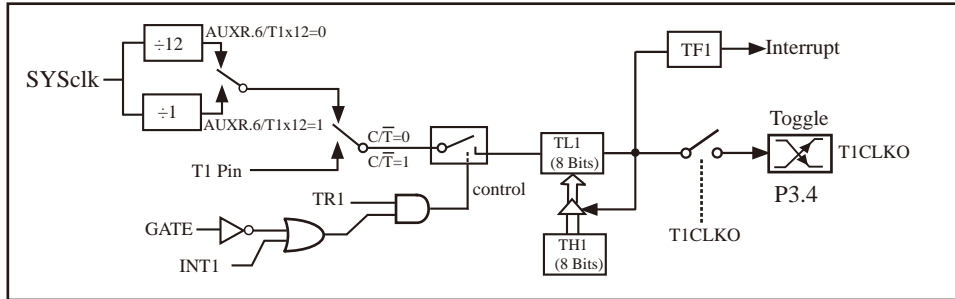 AUXR.6/T1x12=0
÷12
SYSclk
÷1
AUXR.6/T1x12=1
T1 Pin
C/T̅=0
C/T̅=1
TR1
GATE
INT1
control
TL1
(8 Bits)
TH1
(8 Bits)
TF1
Interrupt
Toggle
T1CLKO
P3.4
T1CLKO